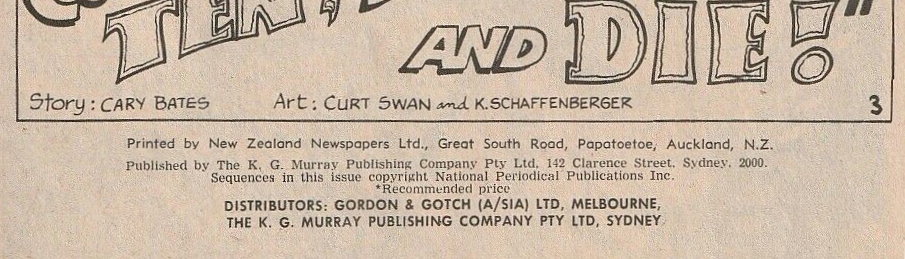 AND DIE!"
Story: CARY BATES Art: CURT SWAN and K. SCHAFFENBERGER 3
Printed by New Zealand Newspapers Ltd., Great South Road, Papatoetoe, Auckland, N.Z.
Published by The K. G. Murray Publishing Company Pty Ltd, 142 Clarence Street, Sydney, 2000.
Sequences in this issue copyright National Periodical Publications Inc.
*Recommended price
DISTRIBUTORS: GORDON & GOTCH (A/SIA) LTD, MELBOURNE,
THE K. G. MURRAY PUBLISHING COMPANY PTY LTD, SYDNEY